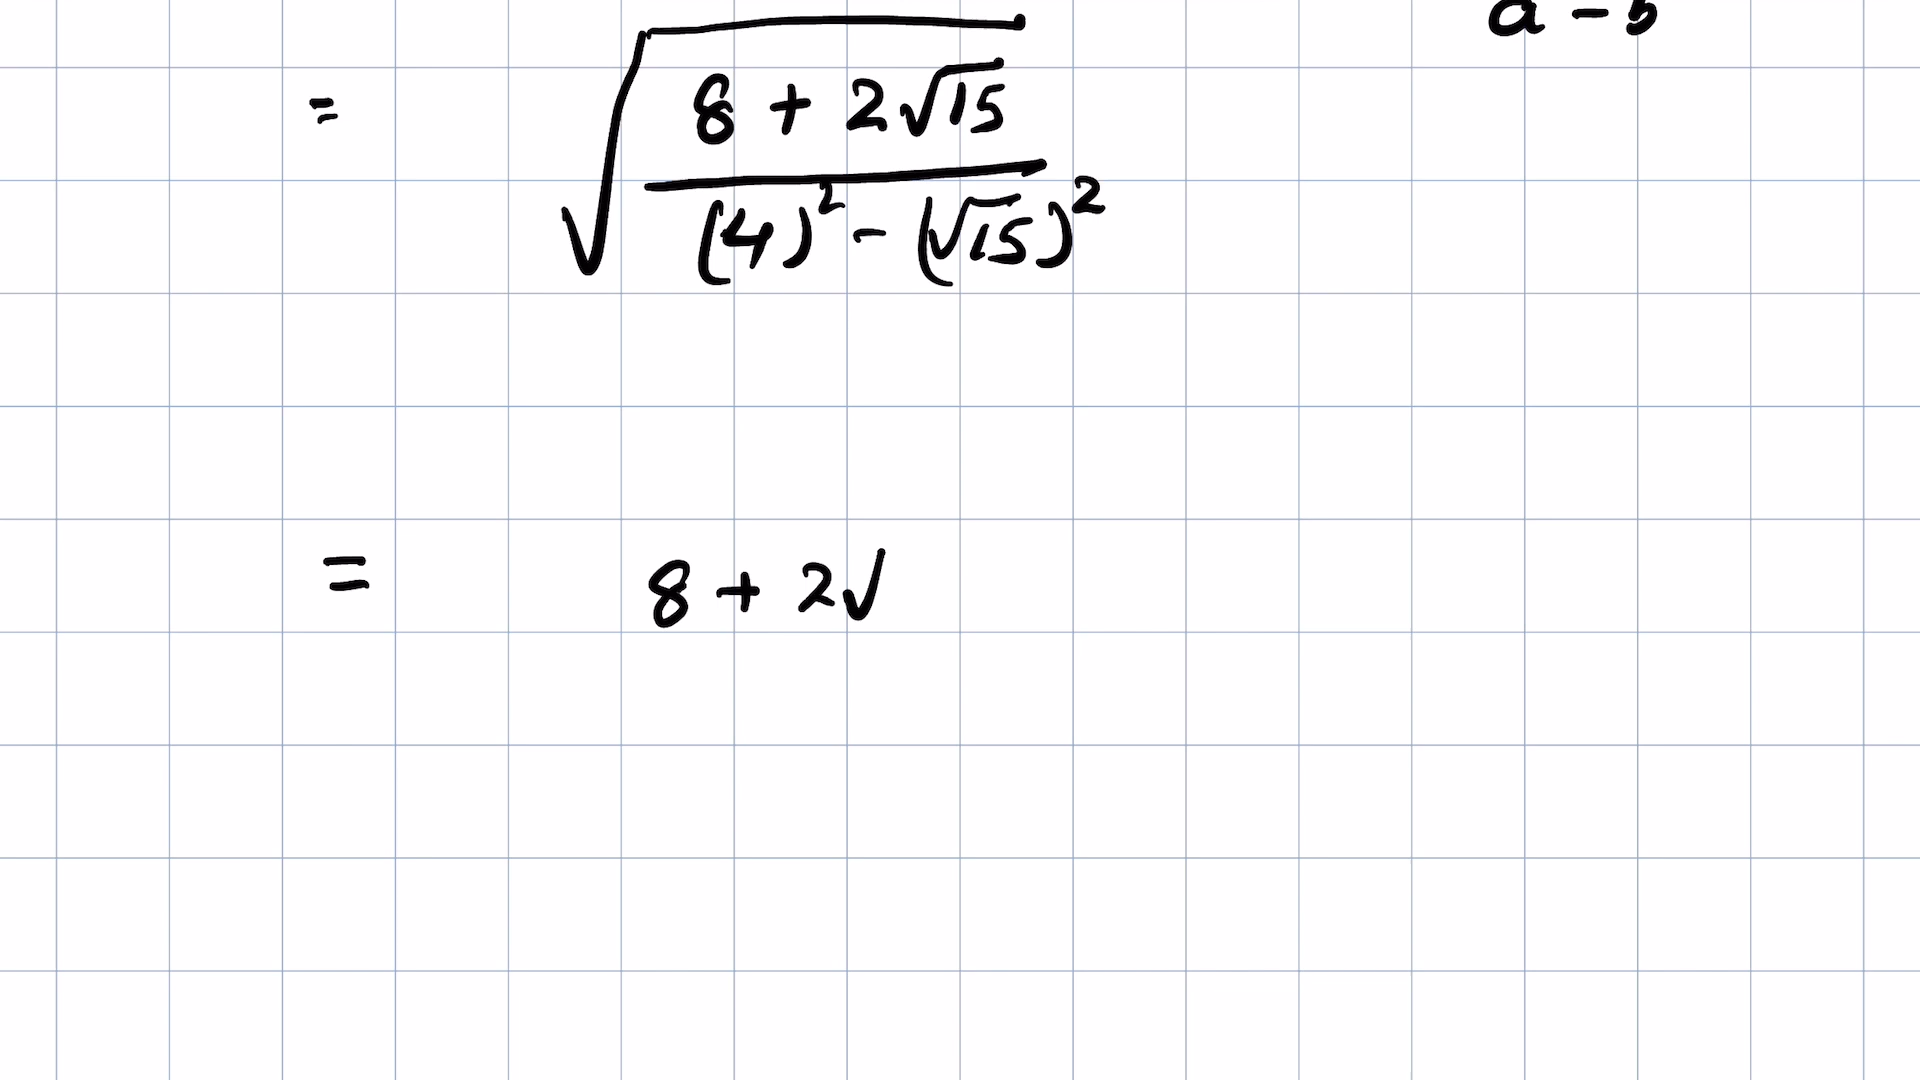 a - b
= √((8 + 2√15) / ((4)² - (√15)²))
= 8 + 2√